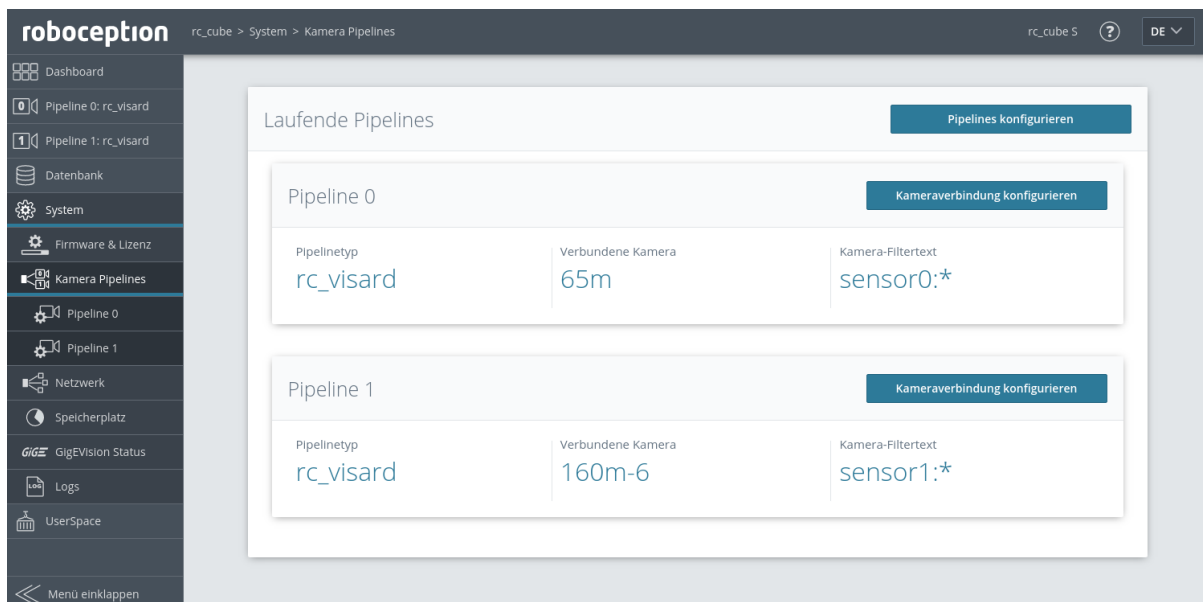 roboception
rc_cube > System > Kamera Pipelines
rc_cube S
?
DE
Dashboard
0 Pipeline 0: rc_visard
1 Pipeline 1: rc_visard
Datenbank
System
Firmware & Lizenz
0 1 Kamera Pipelines
Pipeline 0
Pipeline 1
Netzwerk
Speicherplatz
GiGE GigEVision Status
LOG Logs
UserSpace
Menü einklappen
Laufende Pipelines
Pipelines konfigurieren
Pipeline 0
Kameraverbindung konfigurieren
Pipelinetyp
rc_visard
Verbundene Kamera
65m
Kamera-Filtertext
sensor0:*
Pipeline 1
Kameraverbindung konfigurieren
Pipelinetyp
rc_visard
Verbundene Kamera
160m-6
Kamera-Filtertext
sensor1:*